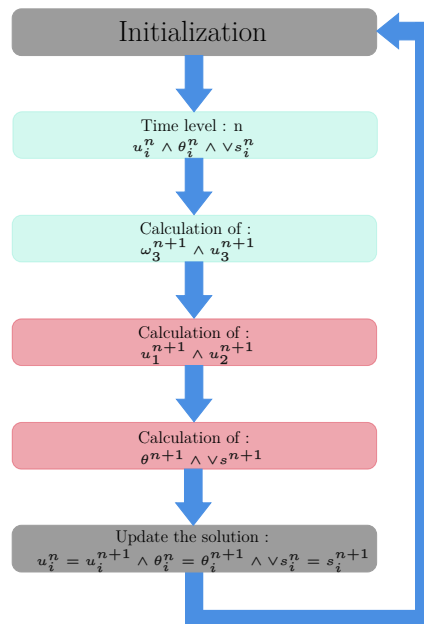 Initialization
Time level : n
u_i^n ∧ θ_i^n ∧ ∨s_i^n
Calculation of :
ω_3^{n+1} ∧ u_3^{n+1}
Calculation of :
u_1^{n+1} ∧ u_2^{n+1}
Calculation of :
θ^{n+1} ∧ ∨s^{n+1}
Update the solution :
u_i^n = u_i^{n+1} ∧ θ_i^n = θ_i^{n+1} ∧ ∨s_i^n = s_i^{n+1}